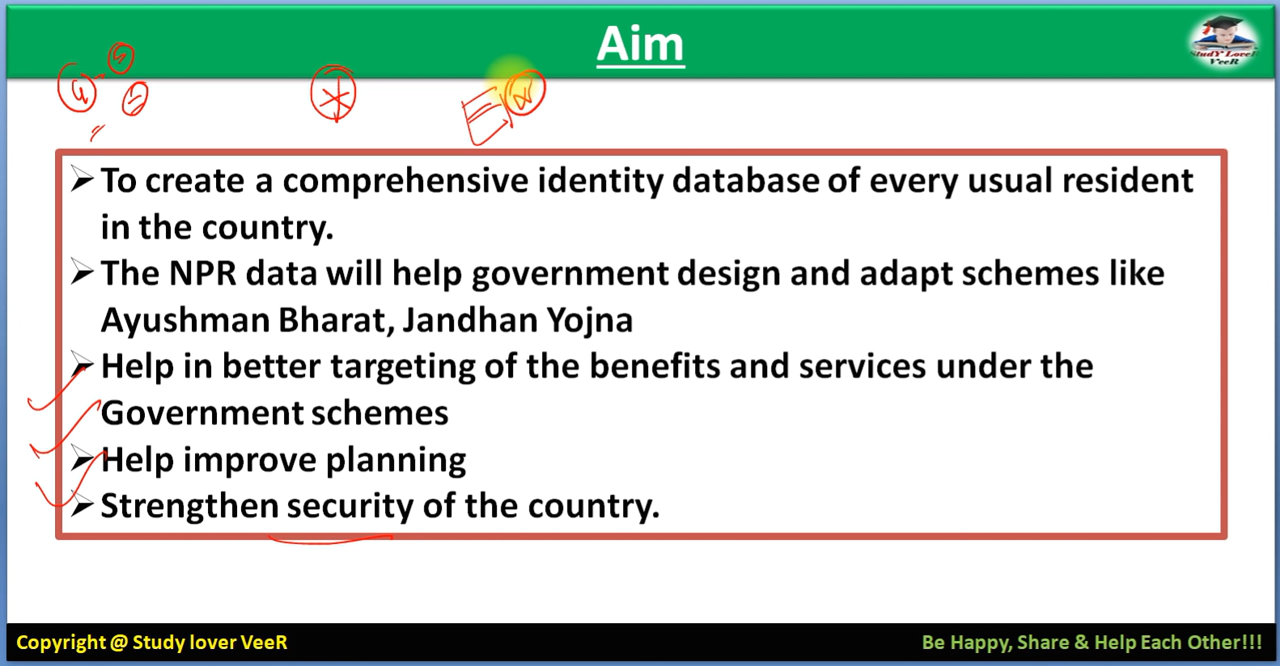 Aim
StudY LoveR
VeeR
➢ To create a comprehensive identity database of every usual resident
in the country.
➢ The NPR data will help government design and adapt schemes like
Ayushman Bharat, Jandhan Yojna
➢ Help in better targeting of the benefits and services under the
Government schemes
➢ Help improve planning
➢ Strengthen security of the country.
Copyright @ Study lover VeeR
Be Happy, Share & Help Each Other!!!